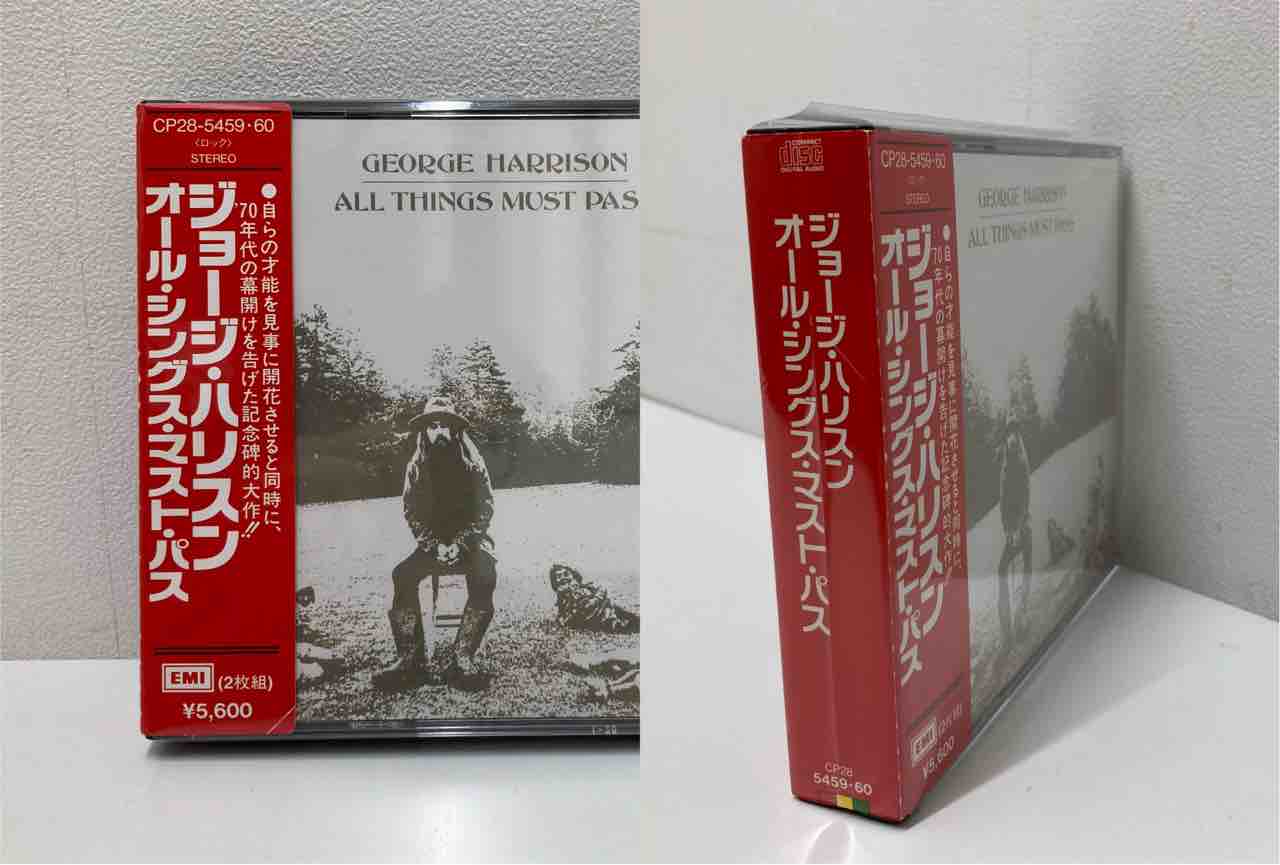 CP28-5459・60
〈ロック〉
STEREO
●自らの才能を見事に開花させると同時に、
'70年代の幕開けを告げた記念碑的大作!!
ジョージ・ハリスン
オール・シングス・マスト・パス
EMI
(2枚組)
¥5,600
GEORGE HARRISON
ALL THINGS MUST PAS
COMPACT
disc
DIGITAL AUDIO
ジョージ・ハリスン
オール・シングス・マスト・パス
CP28
5459・60
CP28-5459・60
STEREO
●自らの才能を見事に開花させると同時に、
'70年代の幕開けを告げた記念碑的大作!
ジョージ・ハリスン
オール・シングス・マスト・パス
EMI
(2枚組)
¥5,600
GEORGE HARRISON
ALL THINGS MUST PASS